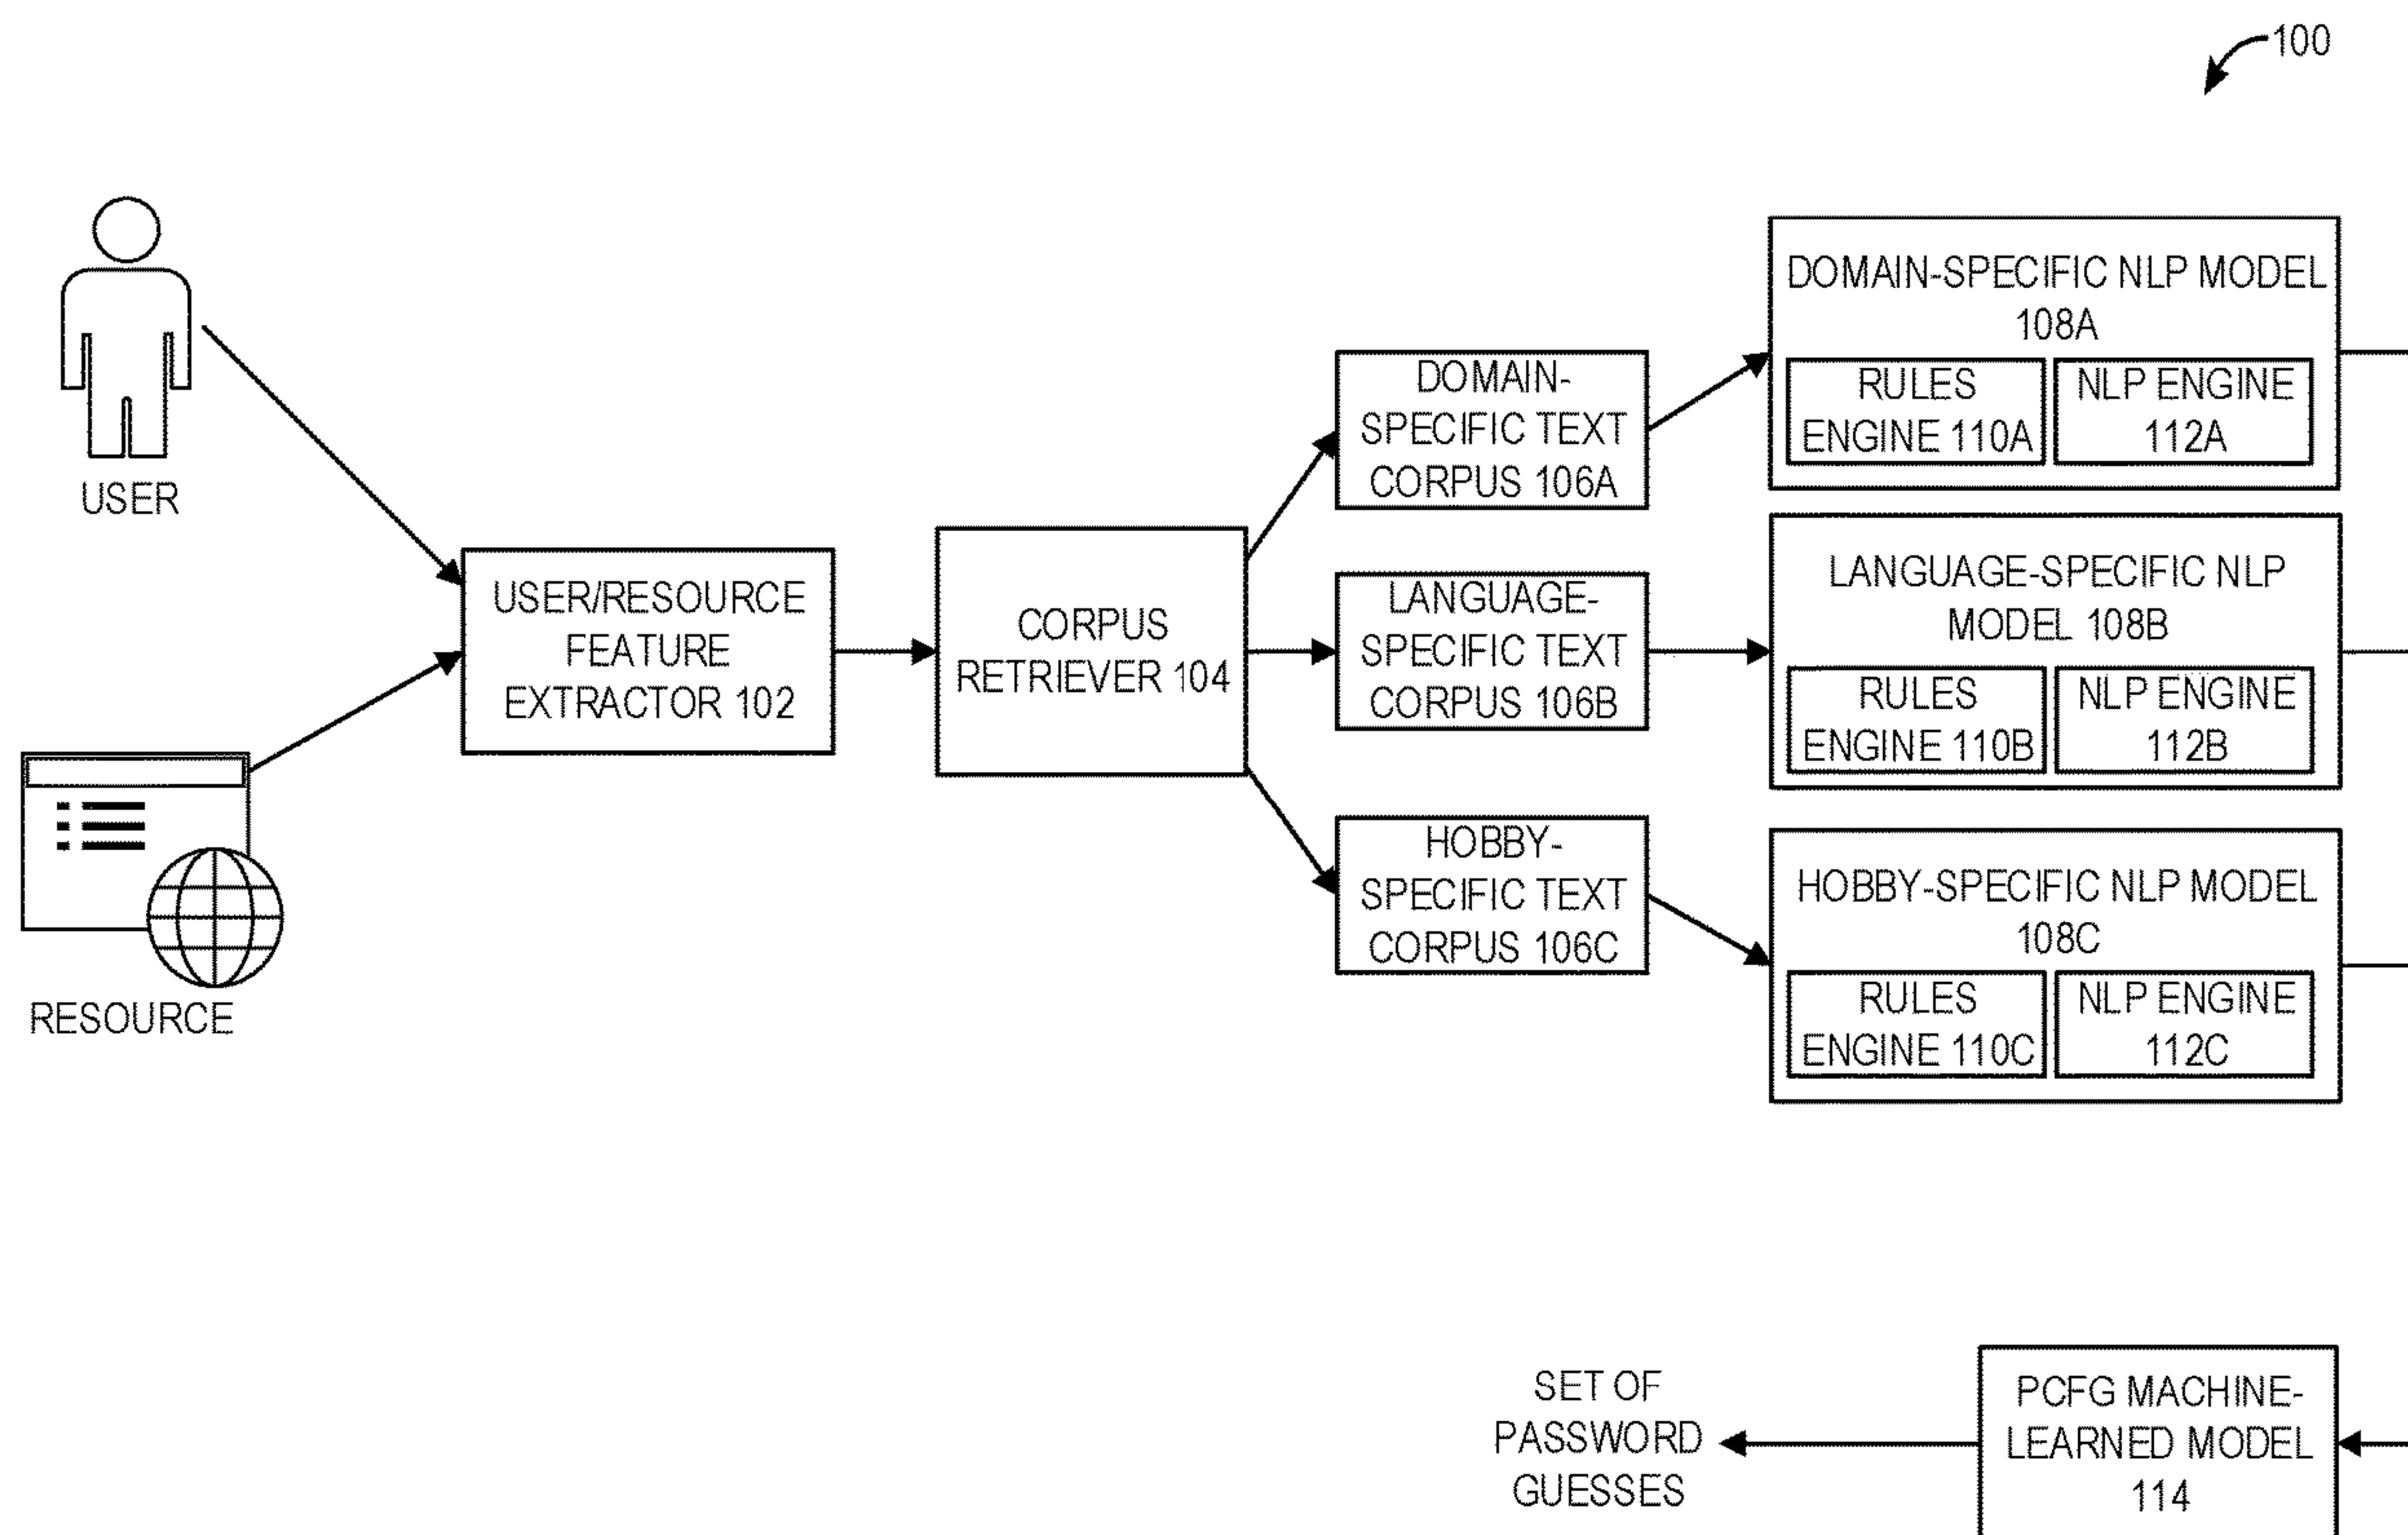 100
USER
RESOURCE
USER/RESOURCE
FEATURE
EXTRACTOR 102
CORPUS
RETRIEVER 104
DOMAIN-
SPECIFIC TEXT
CORPUS 106A
LANGUAGE-
SPECIFIC TEXT
CORPUS 106B
HOBBY-
SPECIFIC TEXT
CORPUS 106C
DOMAIN-SPECIFIC NLP MODEL
108A
RULES
ENGINE 110A
NLP ENGINE
112A
LANGUAGE-SPECIFIC NLP
MODEL 108B
RULES
ENGINE 110B
NLP ENGINE
112B
HOBBY-SPECIFIC NLP MODEL
108C
RULES
ENGINE 110C
NLP ENGINE
112C
PCFG MACHINE-
LEARNED MODEL
114
SET OF
PASSWORD
GUESSES